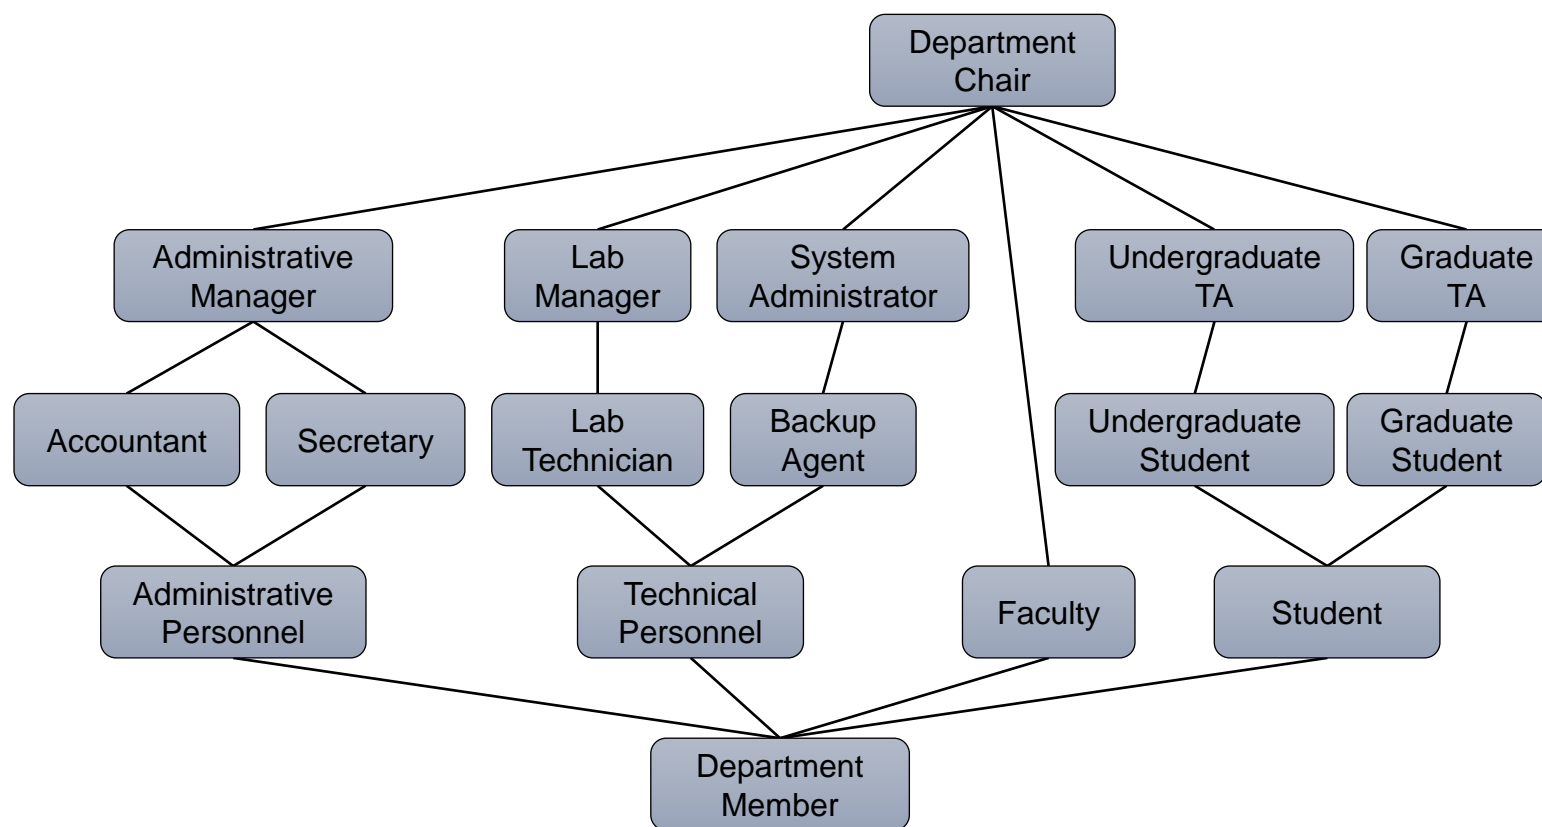 Department
Chair
Administrative
Manager
Lab
Manager
System
Administrator
Undergraduate
TA
Graduate
TA
Accountant
Secretary
Lab
Technician
Backup
Agent
Undergraduate
Student
Graduate
Student
Administrative
Personnel
Technical
Personnel
Faculty
Student
Department
Member